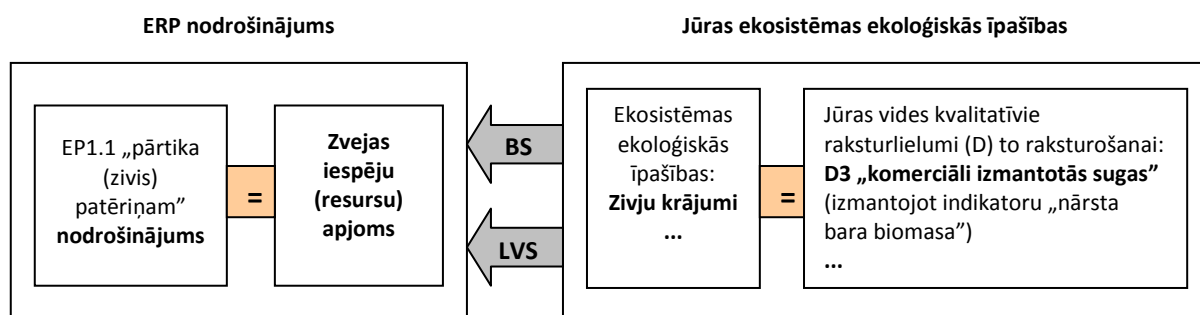 ERP nodrošinājums
Jūras ekosistēmas ekoloģiskās īpašības
EP1.1 „pārtika
(zivis)
patēriņam”
nodrošinājums
=
Zvejas
iespēju
(resursu)
apjoms
BS
LVS
Ekosistēmas
ekoloģiskās
īpašības:
Zivju krājumi
...
=
Jūras vides kvalitatīvie
raksturlielumi (D) to raksturošanai:
D3 „komerciāli izmantotās sugas”
(izmantojot indikatoru „nārsta
bara biomasa”)
...